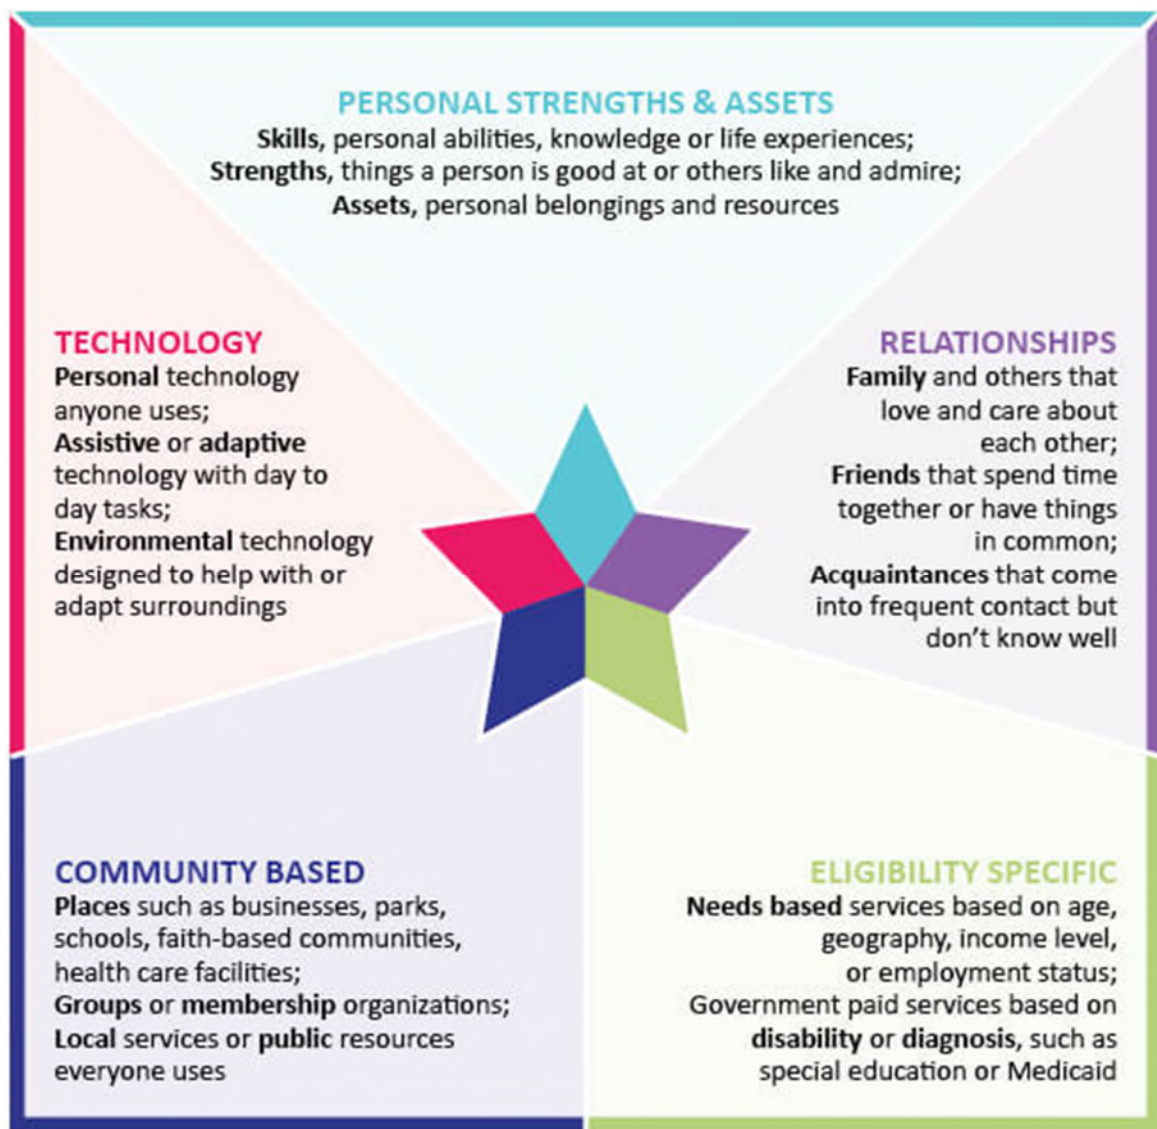 PERSONAL STRENGTHS & ASSETS
Skills, personal abilities, knowledge or life experiences;
Strengths, things a person is good at or others like and admire;
Assets, personal belongings and resources
TECHNOLOGY
Personal technology
anyone uses;
Assistive or adaptive
technology with day to
day tasks;
Environmental technology
designed to help with or
adapt surroundings
RELATIONSHIPS
Family and others that
love and care about
each other;
Friends that spend time
together or have things
in common;
Acquaintances that come
into frequent contact but
don't know well
COMMUNITY BASED
Places such as businesses, parks,
schools, faith-based communities,
health care facilities;
Groups or membership organizations;
Local services or public resources
everyone uses
ELIGIBILITY SPECIFIC
Needs based services based on age,
geography, income level,
or employment status;
Government paid services based on
disability or diagnosis, such as
special education or Medicaid